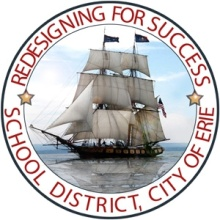 REDESIGNING FOR SUCCESS
SCHOOL DISTRICT, CITY OF ERIE